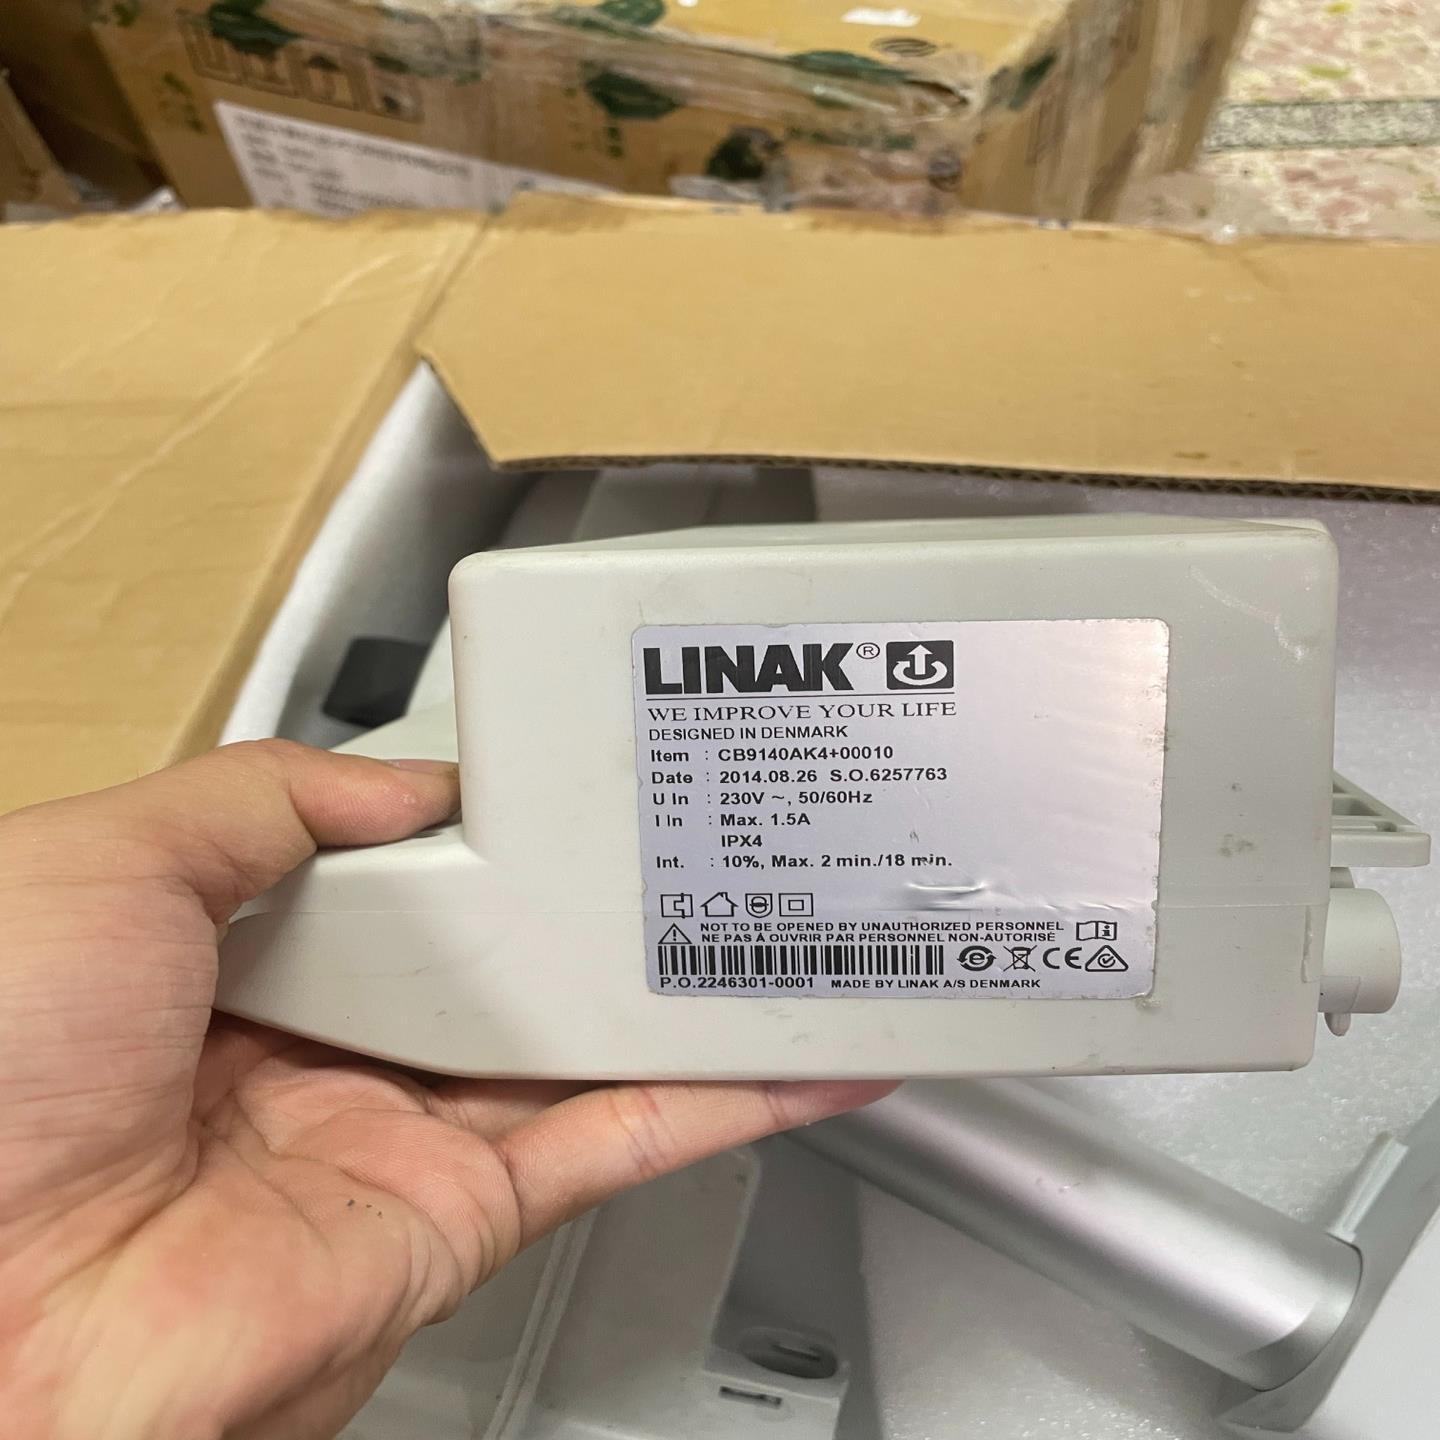 LINAK®
WE IMPROVE YOUR LIFE
DESIGNED IN DENMARK
Item : CB9140AK4+00010
Date : 2014.08.26 S.O.6257763
U In : 230V ~, 50/60Hz
I In : Max. 1.5A
IPX4
Int. : 10%, Max. 2 min./18 min.
NOT TO BE OPENED BY UNAUTHORIZED PERSONNEL
NE PAS À OUVRIR PAR PERSONNEL NON-AUTORISÉ
CE
P.O.2246301-0001 MADE BY LINAK A/S DENMARK